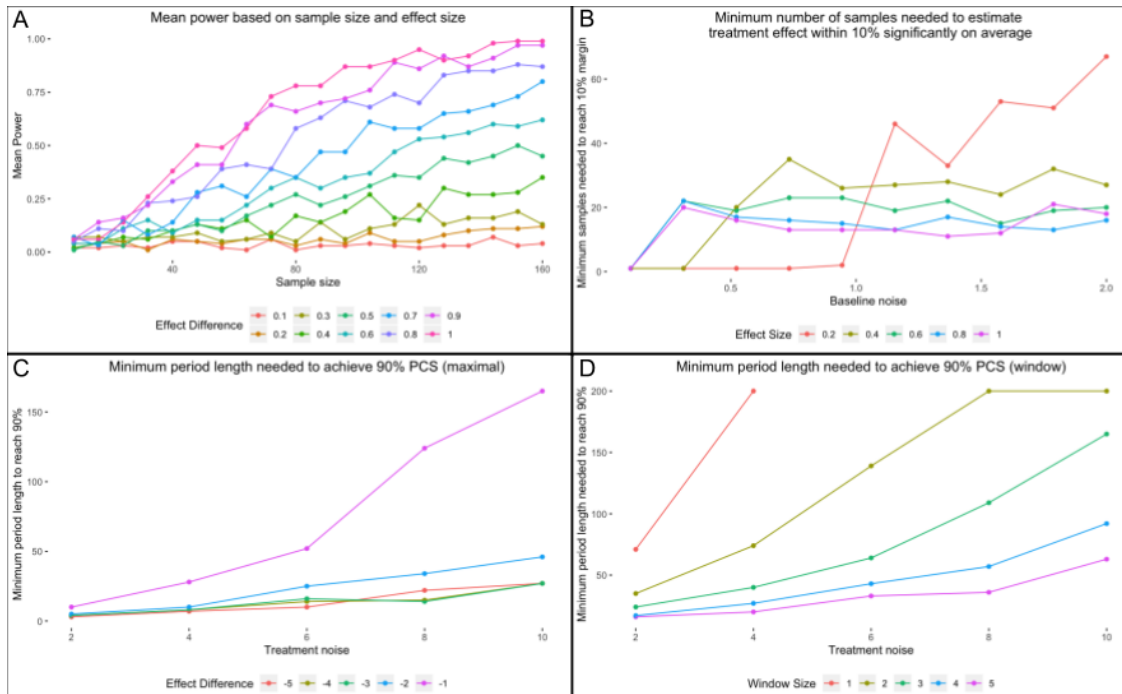 A
Mean power based on sample size and effect size
Mean Power
1.00
0.75
0.50
0.25
0.00
40
80
120
160
Sample size
Effect Difference
0.1
0.3
0.5
0.7
0.9
0.2
0.4
0.6
0.8
1
B
Minimum number of samples needed to estimate
treatment effect within 10% significantly on average
Minimum samples needed to reach 10% margin
60
40
20
0
0.5
1.0
1.5
2.0
Baseline noise
Effect Size
0.2
0.4
0.6
0.8
1
C
Minimum period length needed to achieve 90% PCS (maximal)
Minimum period length to reach 90%
150
100
50
0
2
4
6
8
10
Treatment noise
Effect Difference
-5
-4
-3
-2
-1
D
Minimum period length needed to achieve 90% PCS (window)
Minimum period length needed to reach 90%
200
150
100
50
2
4
6
8
10
Treatment noise
Window Size
1
2
3
4
5